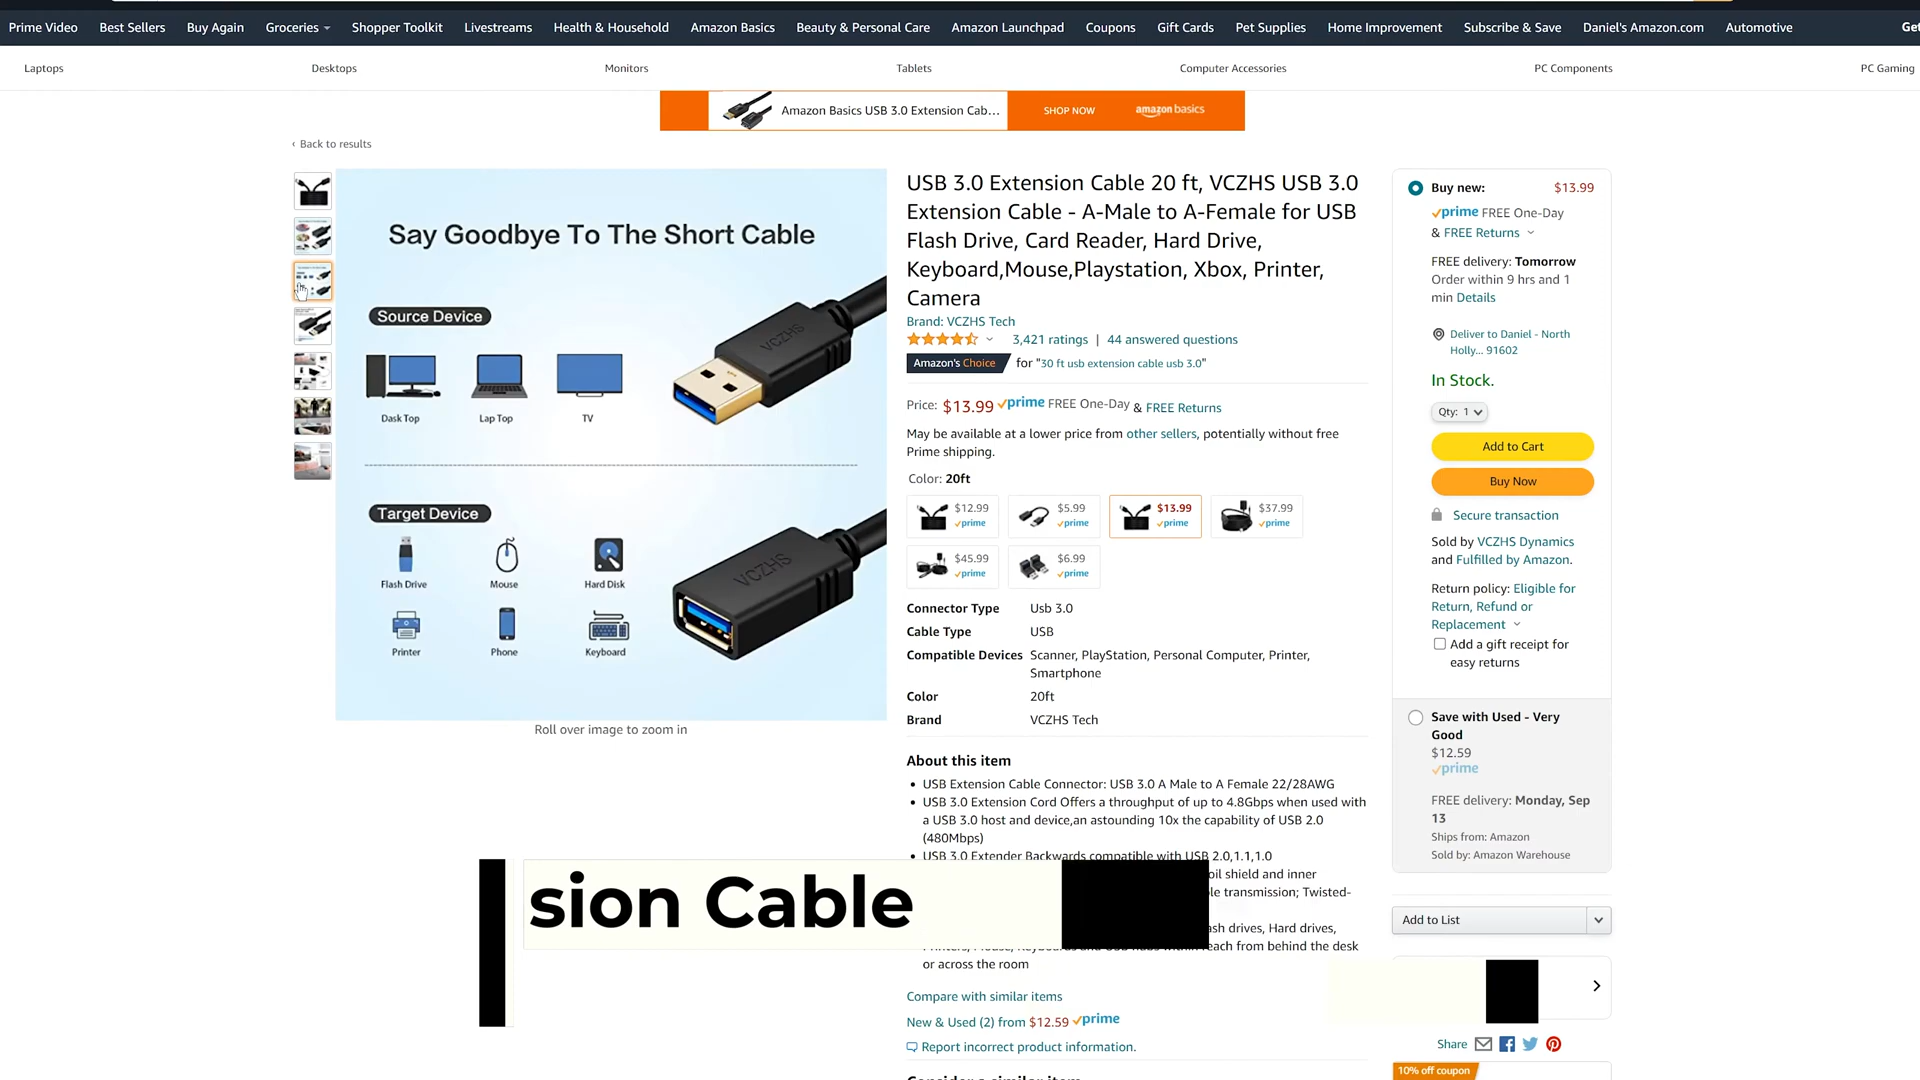 Prime Video
Best Sellers
Buy Again
Groceries
Shopper Toolkit
Livestreams
Health & Household
Amazon Basics
Beauty & Personal Care
Amazon Launchpad
Coupons
Gift Cards
Pet Supplies
Home Improvement
Subscribe & Save
Daniel's Amazon.com
Automotive
Laptops
Desktops
Monitors
Tablets
Computer Accessories
PC Components
PC Gaming
Amazon Basics USB 3.0 Extension Cab...
SHOP NOW
amazon basics
‹ Back to results
Say Goodbye To The Short Cable
Source Device
Dask Top
Lap Top
TV
Target Device
Flash Drive
Mouse
Hard Disk
Printer
Phone
Keyboard
VCZHS
VCZHS
Roll over image to zoom in
USB 3.0 Extension Cable 20 ft, VCZHS USB 3.0
Extension Cable - A-Male to A-Female for USB
Flash Drive, Card Reader, Hard Drive,
Keyboard,Mouse,Playstation, Xbox, Printer,
Camera
Brand: VCZHS Tech
3,421 ratings | 44 answered questions
Amazon's Choice for "30 ft usb extension cable usb 3.0"
Price: $13.99 prime FREE One-Day & FREE Returns
May be available at a lower price from other sellers, potentially without free
Prime shipping.
Color: 20ft
$12.99
prime
$5.99
prime
$13.99
prime
$37.99
prime
$45.99
prime
$6.99
prime
Connector Type Usb 3.0
Cable Type USB
Compatible Devices Scanner, PlayStation, Personal Computer, Printer,
Smartphone
Color 20ft
Brand VCZHS Tech
About this item
• USB Extension Cable Connector: USB 3.0 A Male to A Female 22/28AWG
• USB 3.0 Extension Cord Offers a throughput of up to 4.8Gbps when used with
a USB 3.0 host and device,an astounding 10x the capability of USB 2.0
(480Mbps)
• USB 3.0 Extender Backwards compatible with USB 2.0,1.1,1.0
oil shield and inner
le transmission; Twisted-
ash drives, Hard drives,
each from behind the desk
or across the room
sion Cable
Compare with similar items
New & Used (2) from $12.59 prime
Report incorrect product information.
Buy new: $13.99
prime FREE One-Day
& FREE Returns
FREE delivery: Tomorrow
Order within 9 hrs and 1
min Details
Deliver to Daniel - North
Holly... 91602
In Stock.
Qty: 1
Add to Cart
Buy Now
Secure transaction
Sold by VCZHS Dynamics
and Fulfilled by Amazon.
Return policy: Eligible for
Return, Refund or
Replacement
Add a gift receipt for
easy returns
Save with Used - Very
Good
$12.59
prime
FREE delivery: Monday, Sep
13
Ships from: Amazon
Sold by: Amazon Warehouse
Add to List
Share
10% off coupon